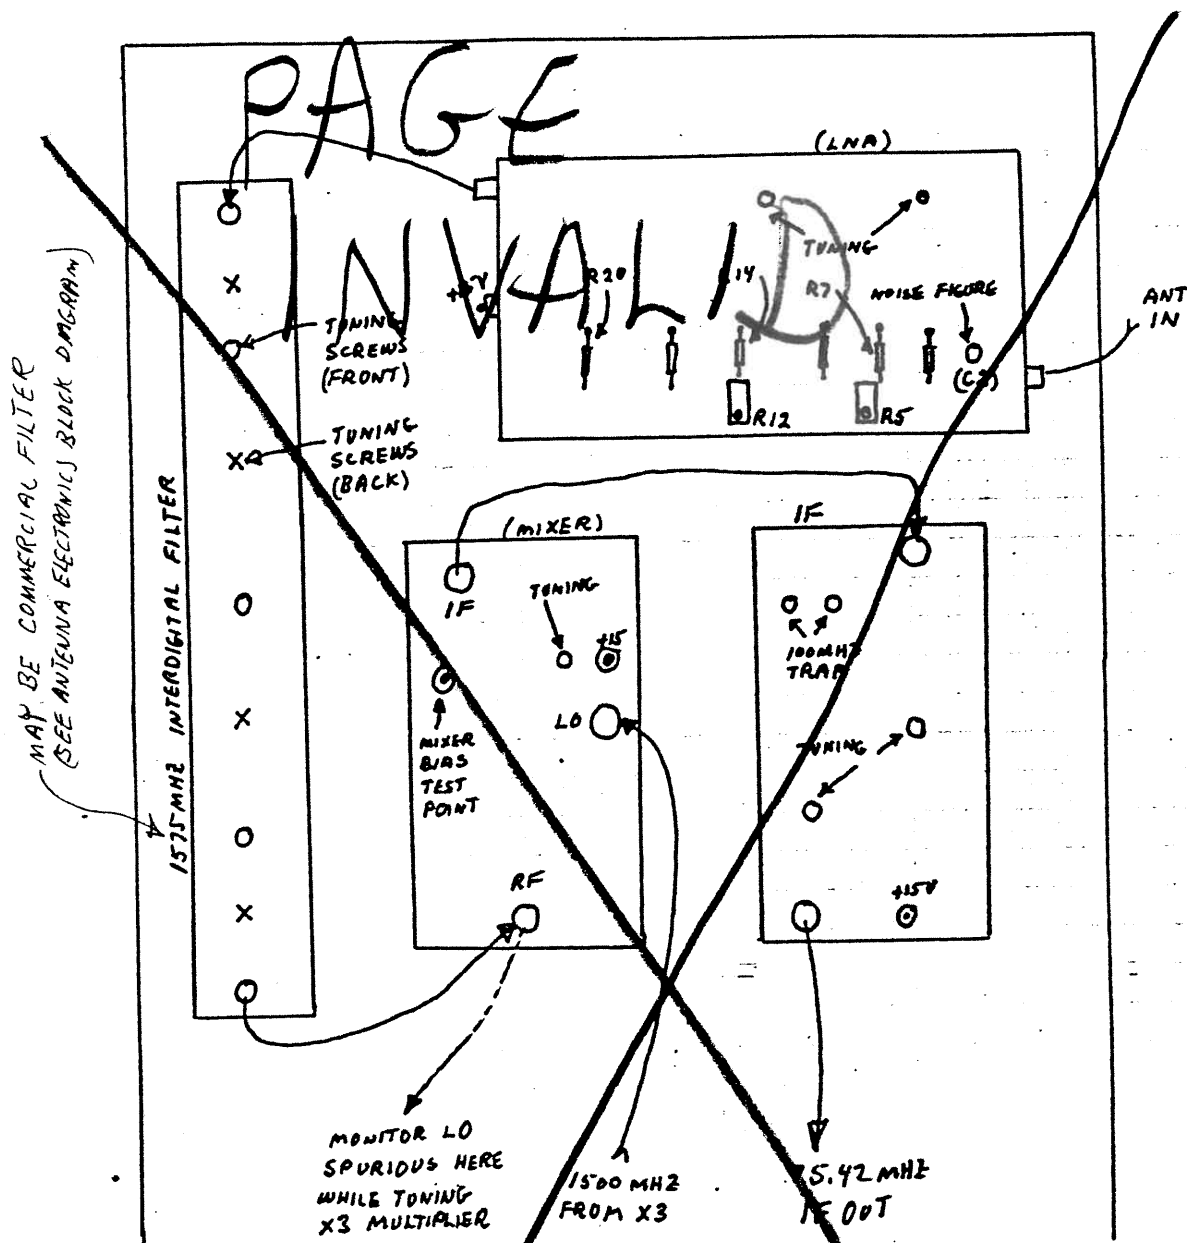 PAGE
INVALID
(LNA)
TUNING
+ V
R20
R14
R7
NOISE FIGURE
(C2)
R12
R5
ANT
IN
TUNING
SCREWS
(FRONT)
TUNING
SCREWS
(BACK)
MAY BE COMMERCIAL FILTER
(SEE ANTENNA ELECTRONICS BLOCK DIAGRAM)
1575 MHZ INTERDIGITAL FILTER
(MIXER)
IF
TUNING
+15
LO
MIXER
BIAS
TEST
POINT
RF
IF
100MHZ
TRAP
TUNING
+15V
MONITOR LO
SPURIOUS HERE
WHILE TUNING
X3 MULTIPLIER
1500 MHZ
FROM X3
75.42 MHZ
IF OUT